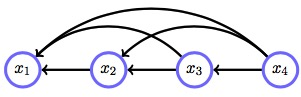 x₁ x₂ x₃ x₄